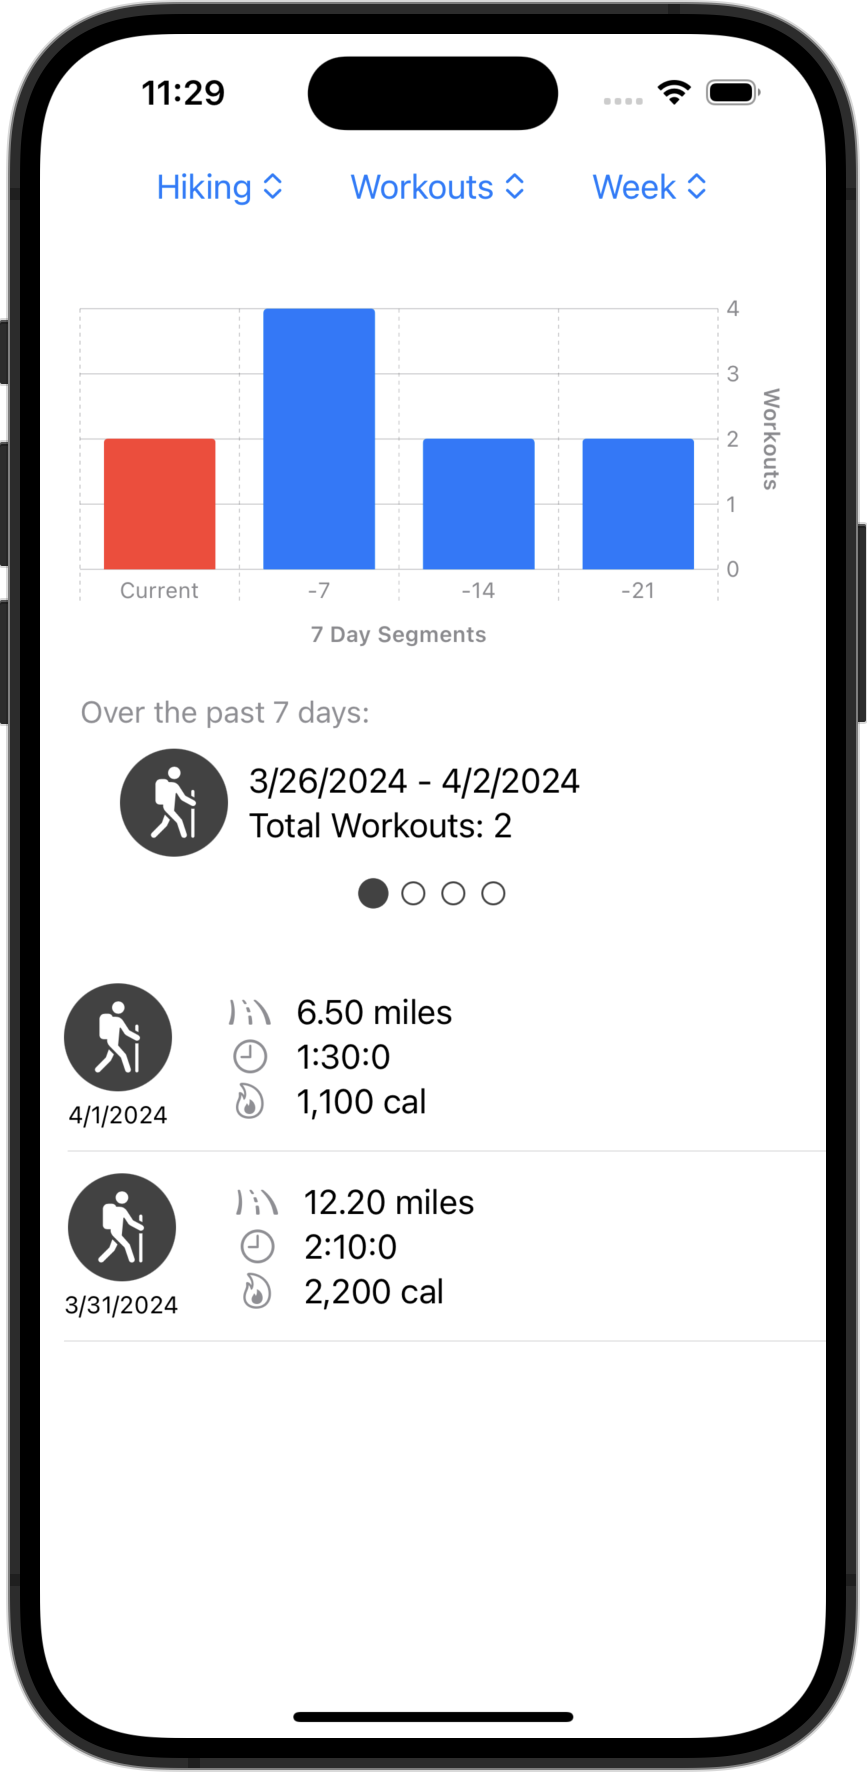 11:29
Hiking Workouts Week
4
3
2
1
0
Workouts
Current -7 -14 -21
7 Day Segments
Over the past 7 days:
3/26/2024 - 4/2/2024
Total Workouts: 2
6.50 miles
1:30:0
1,100 cal
4/1/2024
12.20 miles
2:10:0
2,200 cal
3/31/2024